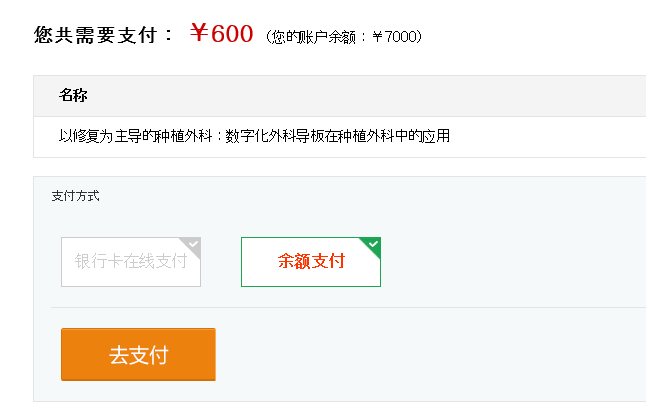 您共需要支付： ￥600 （您的账户余额：￥7000）
名称
以修复为主导的种植外科：数字化外科导板在种植外科中的应用
支付方式
银行卡在线支付 余额支付
去支付